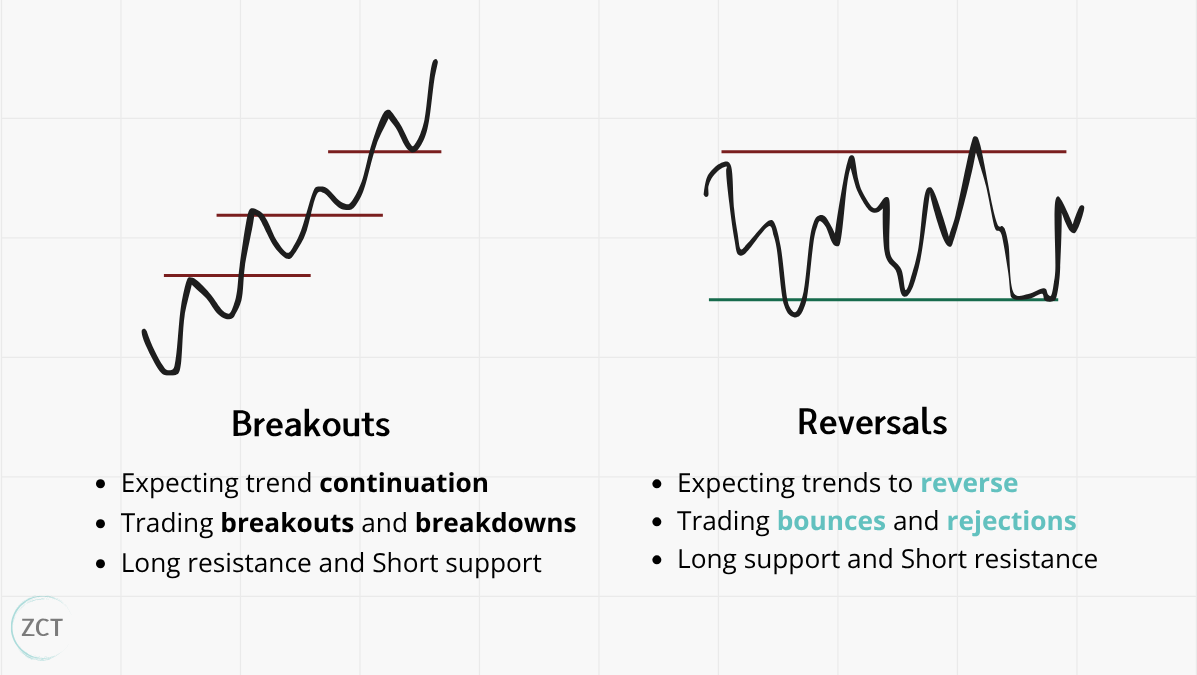 Breakouts
• Expecting trend continuation
• Trading breakouts and breakdowns
• Long resistance and Short support
Reversals
• Expecting trends to reverse
• Trading bounces and rejections
• Long support and Short resistance
ZCT